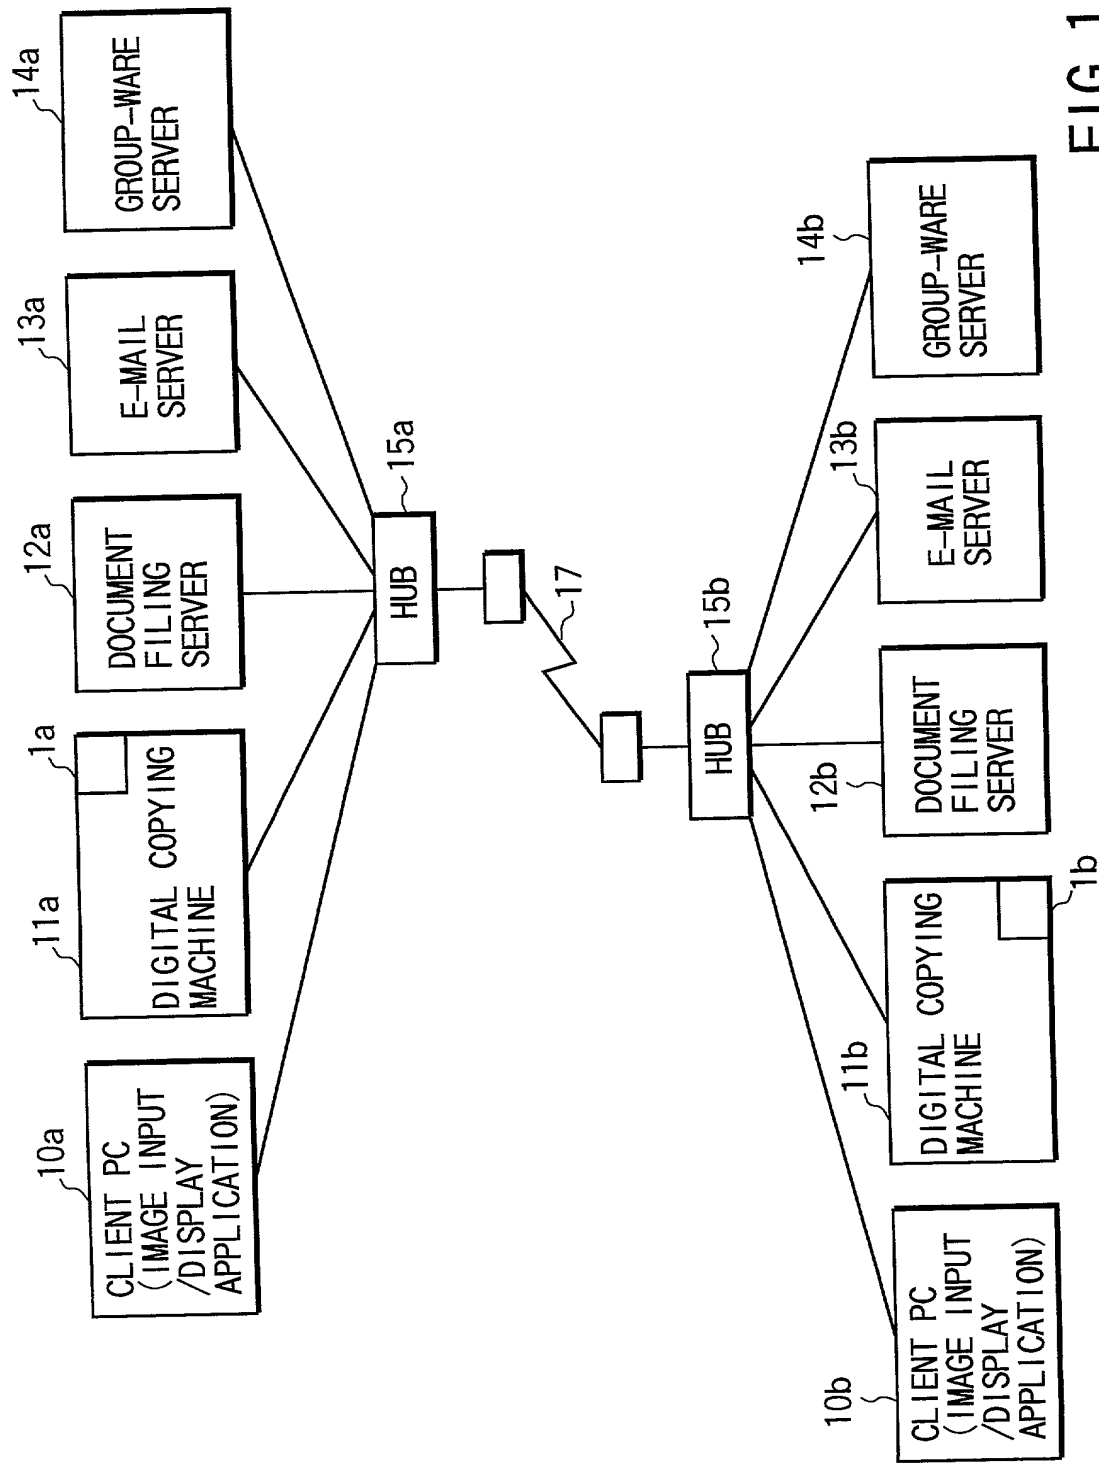 10a
CLIENT PC
(IMAGE INPUT
/DISPLAY
APPLICATION)
11a
1a
DIGITAL COPYING
MACHINE
12a
DOCUMENT
FILING
SERVER
13a
E-MAIL
SERVER
14a
GROUP-WARE
SERVER
HUB
15a
17
HUB
15b
10b
CLIENT PC
(IMAGE INPUT
/DISPLAY
APPLICATION)
11b
DIGITAL COPYING
MACHINE
1b
12b
DOCUMENT
FILING
SERVER
13b
E-MAIL
SERVER
14b
GROUP-WARE
SERVER
FIG. 1